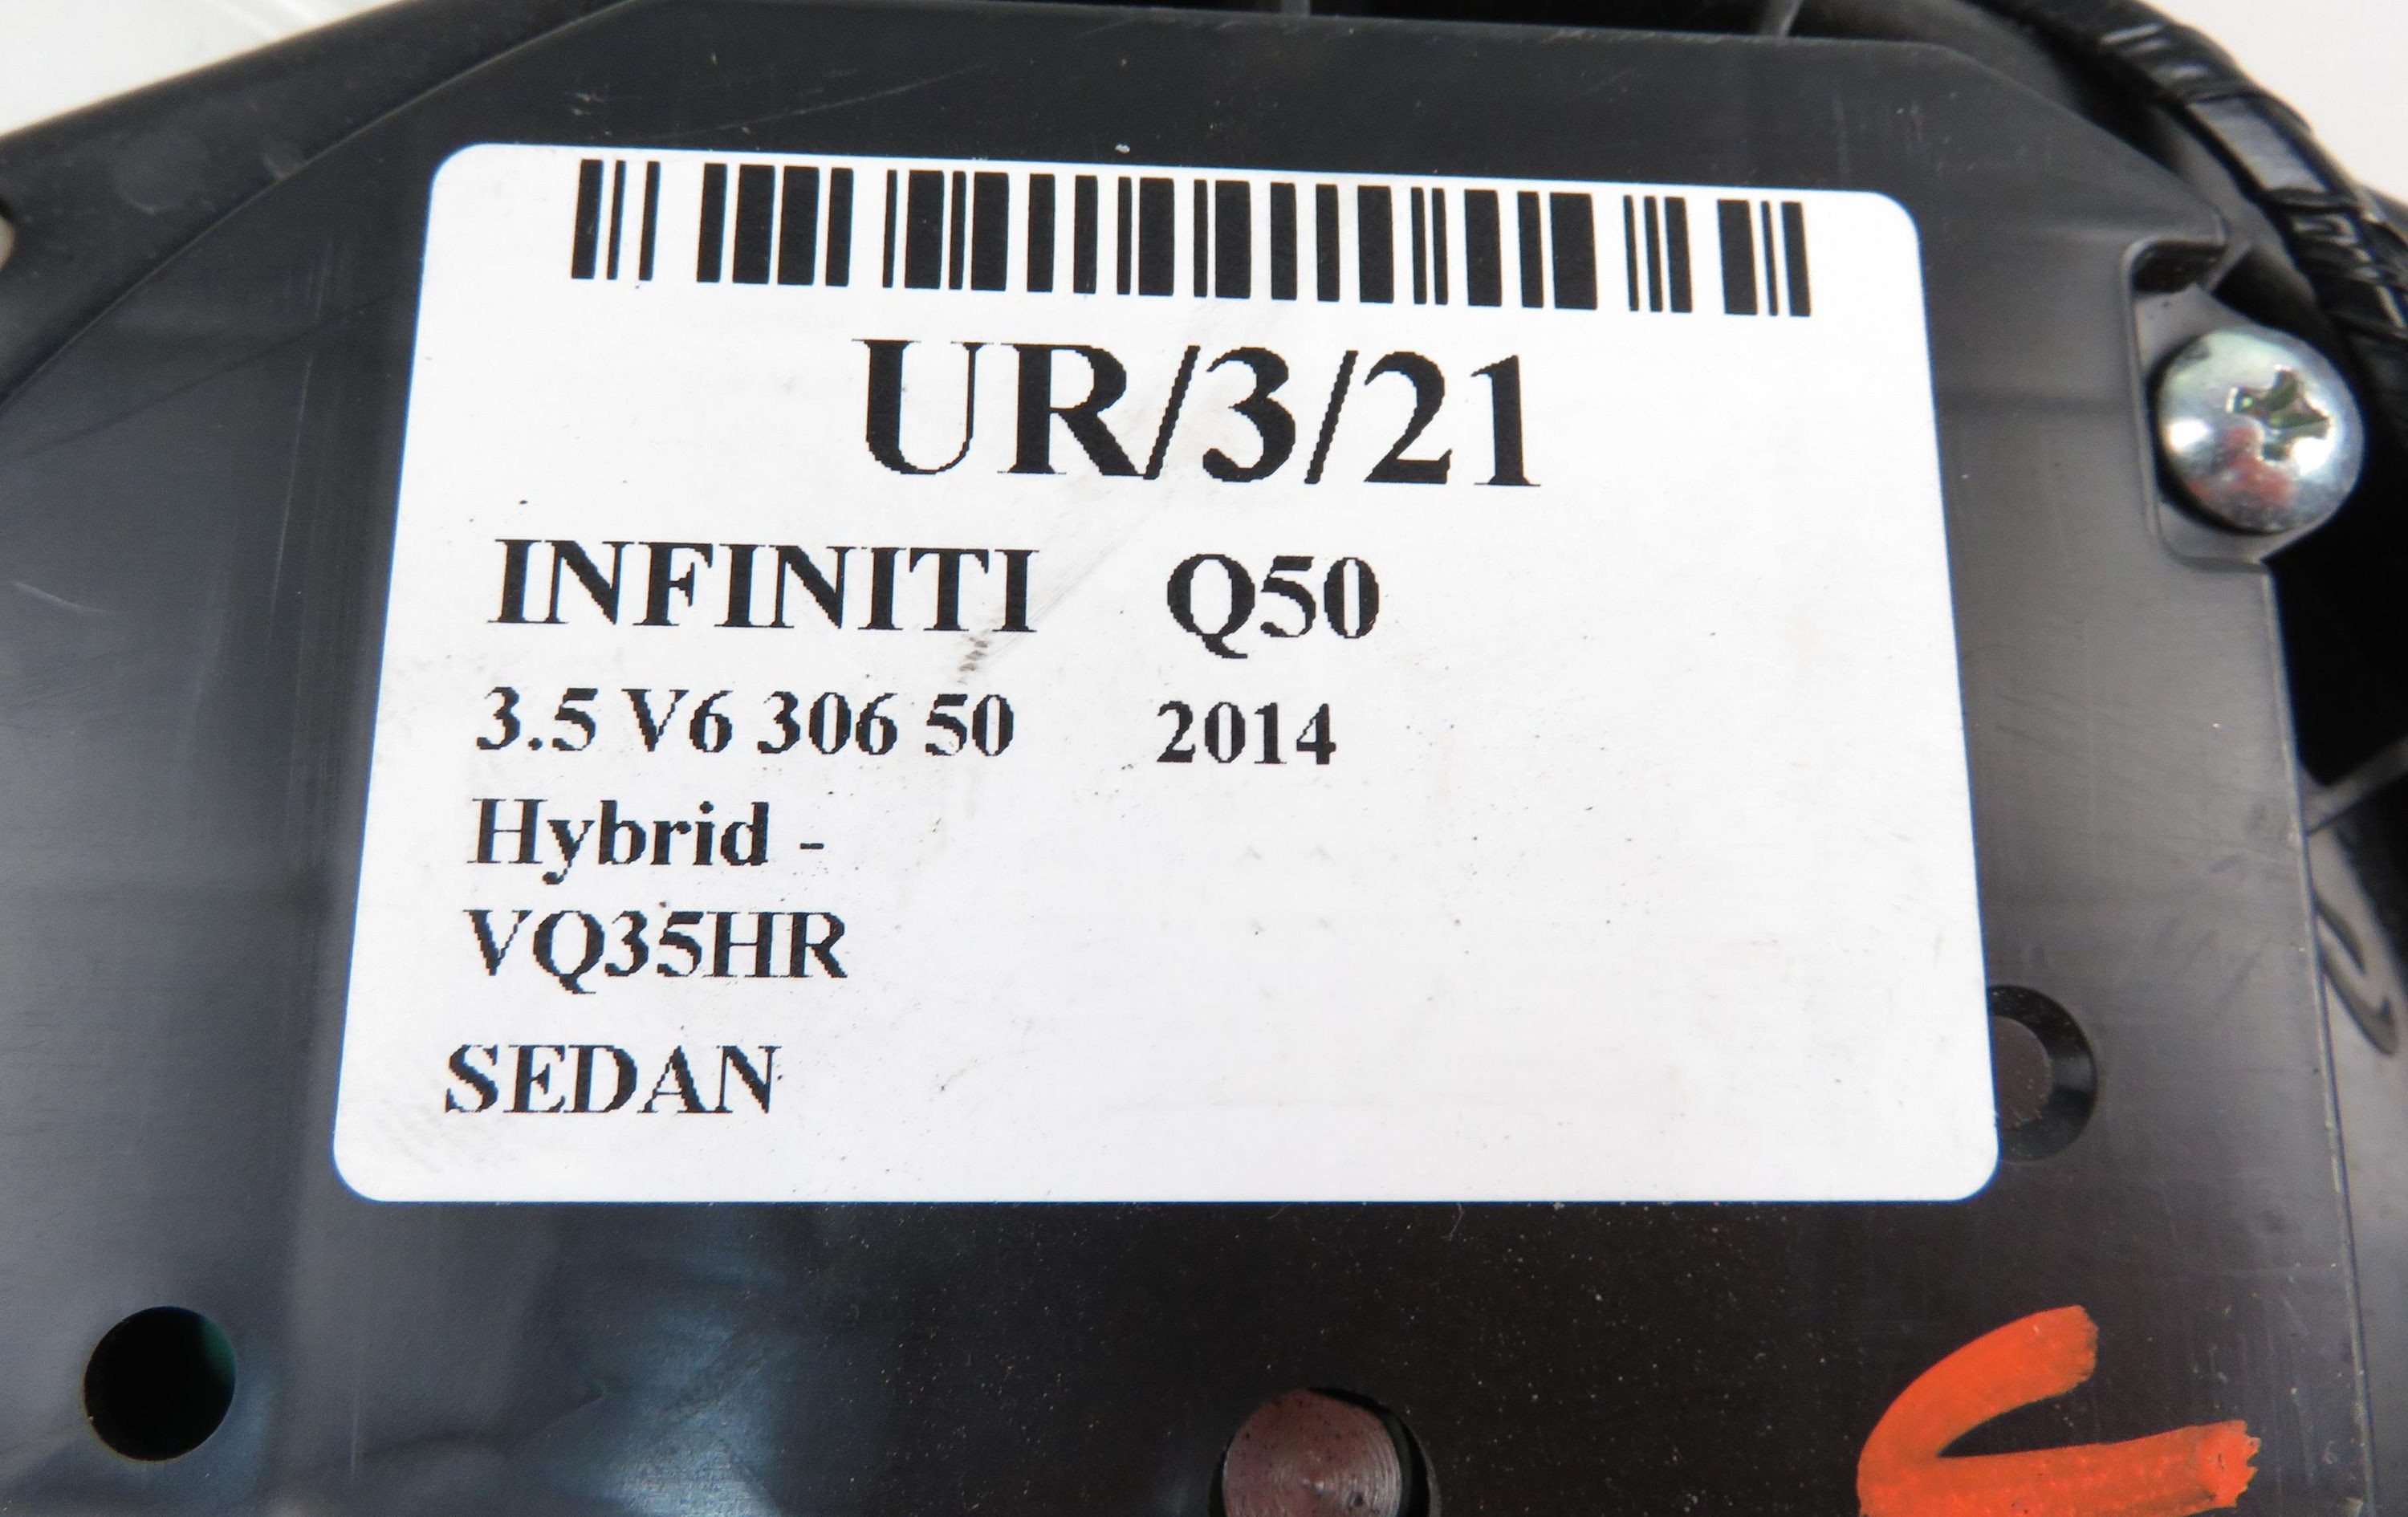 UR/3/21
INFINITI Q50
3.5 V6 306 50 2014
Hybrid -
VQ35HR
SEDAN